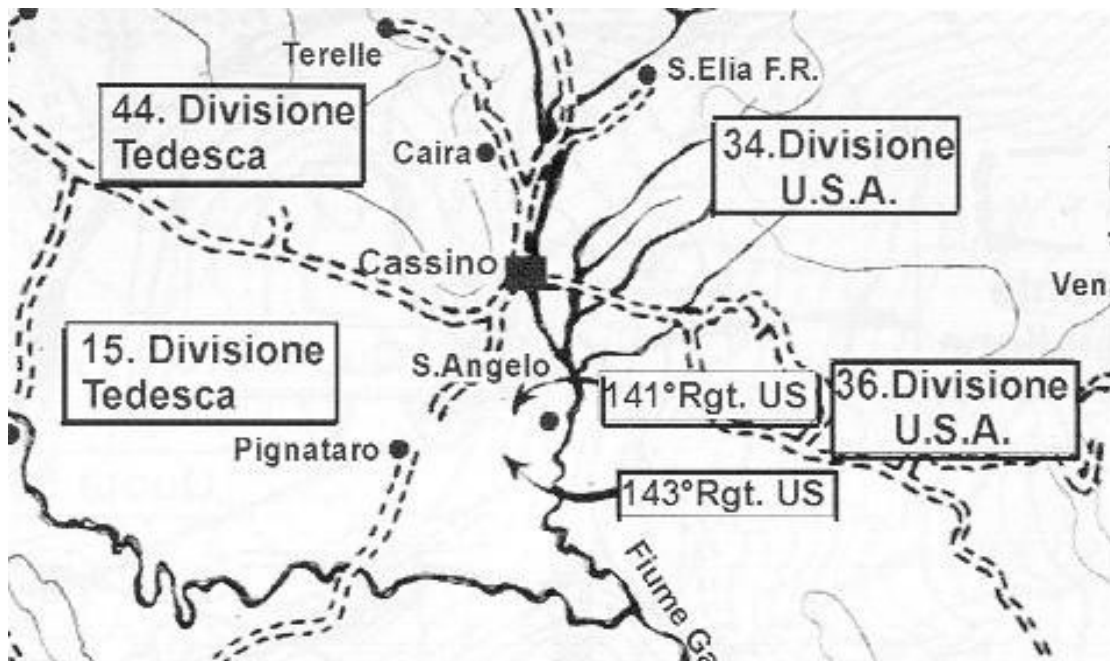 Terelle
S.Elia F.R.
44. Divisione
Tedesca
Caira
34.Divisione
U.S.A.
Cassino
Ven
15. Divisione
Tedesca
S.Angelo
141°Rgt. US
36.Divisione
U.S.A.
Pignataro
143°Rgt. US
Fiume Ga